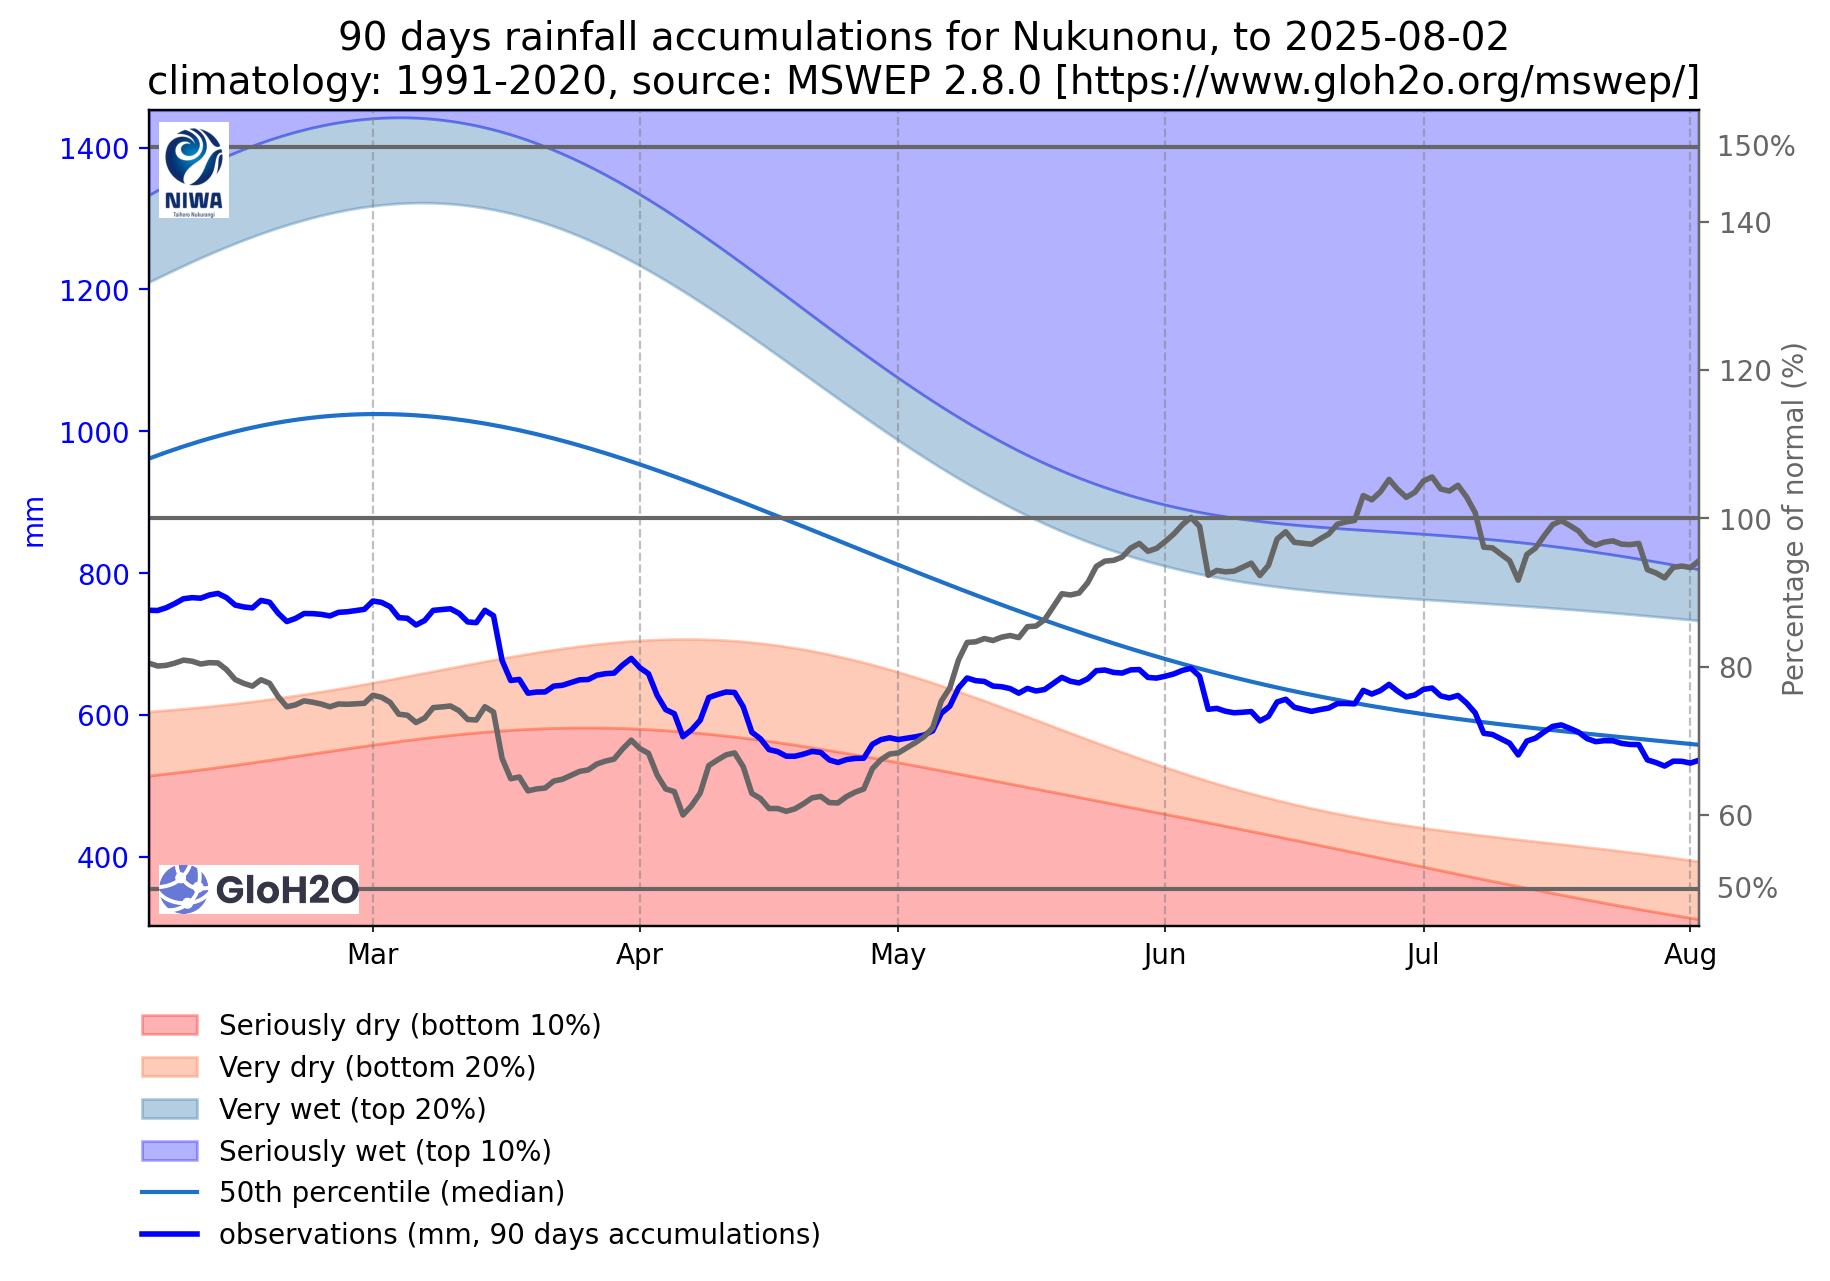 90 days rainfall accumulations for Nukunonu, to 2025-08-02
climatology: 1991-2020, source: MSWEP 2.8.0 [https://www.gloh2o.org/mswep/]
1400
1200
1000
800
600
400
mm
150%
140
120
100
80
60
50%
Percentage of normal (%)
NIWA
Taihoro Nukurangi
GloH2O
Mar
Apr
May
Jun
Jul
Aug
Seriously dry (bottom 10%)
Very dry (bottom 20%)
Very wet (top 20%)
Seriously wet (top 10%)
50th percentile (median)
observations (mm, 90 days accumulations)